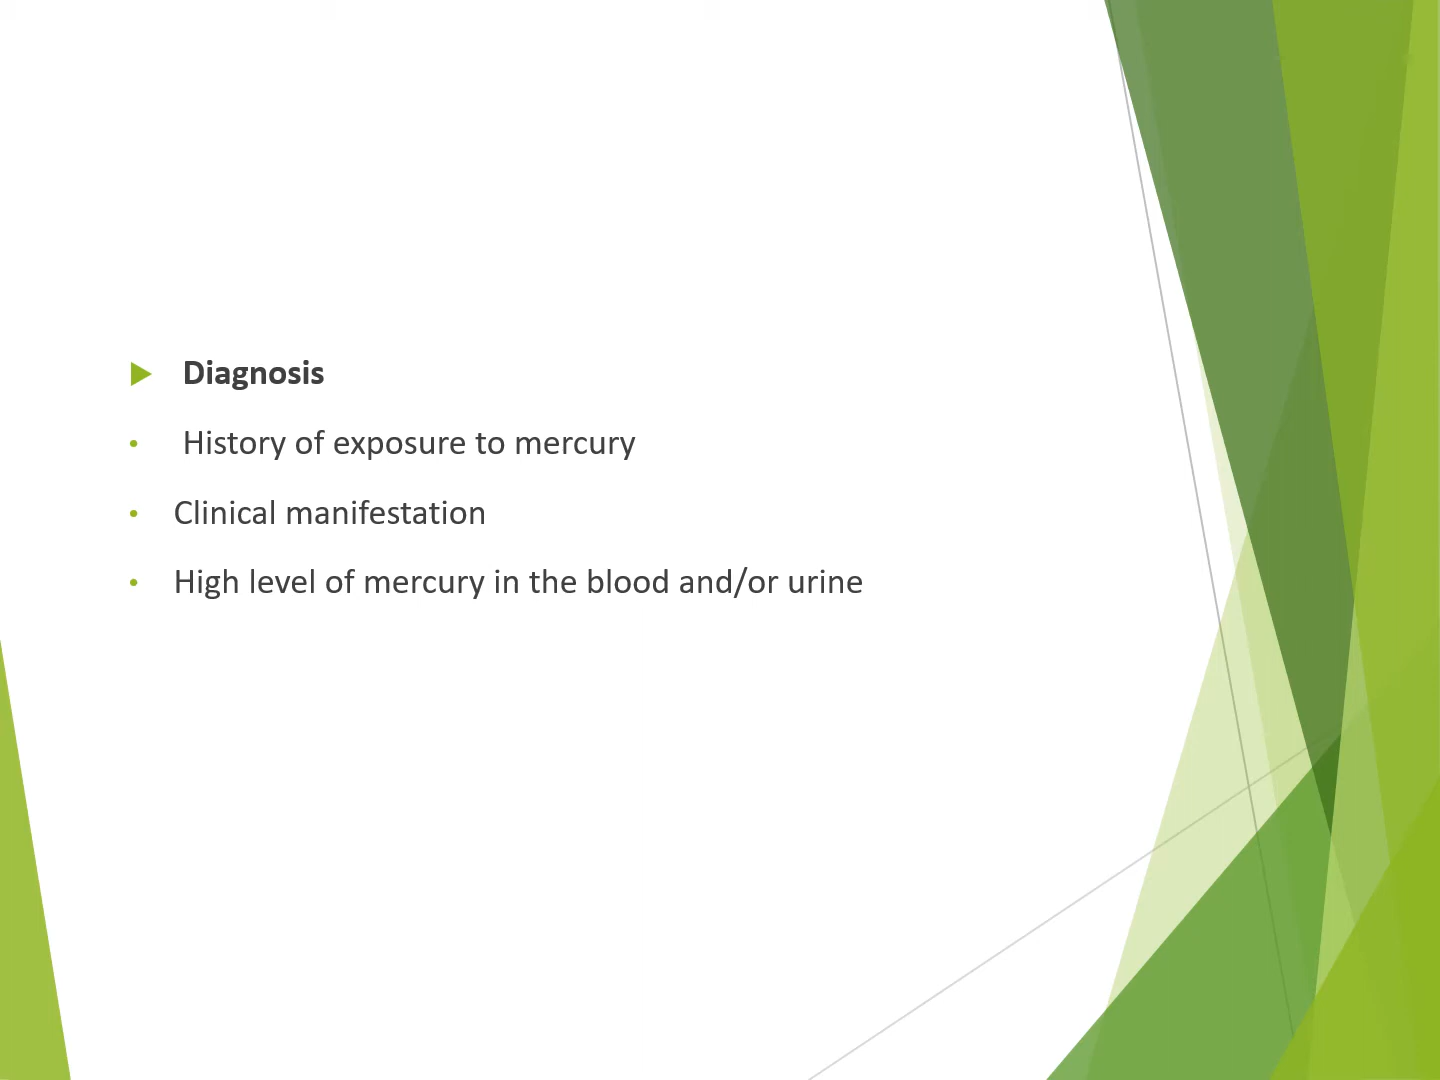 Diagnosis
History of exposure to mercury
Clinical manifestation
High level of mercury in the blood and/or urine